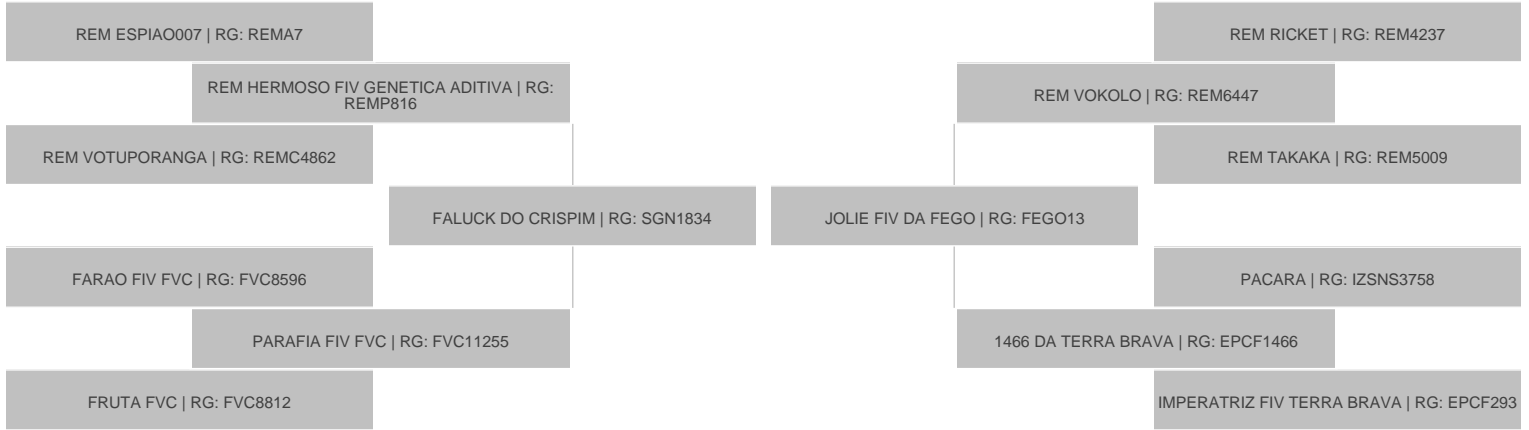 REM ESPIAO007 | RG: REMA7
REM RICKET | RG: REM4237
REM HERMOSO FIV GENETICA ADITIVA | RG:
REMP816
REM VOKOLO | RG: REM6447
REM VOTUPORANGA | RG: REMC4862
REM TAKAKA | RG: REM5009
FALUCK DO CRISPIM | RG: SGN1834
JOLIE FIV DA FEGO | RG: FEGO13
FARAO FIV FVC | RG: FVC8596
PACARA | RG: IZSNS3758
PARAFIA FIV FVC | RG: FVC11255
1466 DA TERRA BRAVA | RG: EPCF1466
FRUTA FVC | RG: FVC8812
IMPERATRIZ FIV TERRA BRAVA | RG: EPCF293